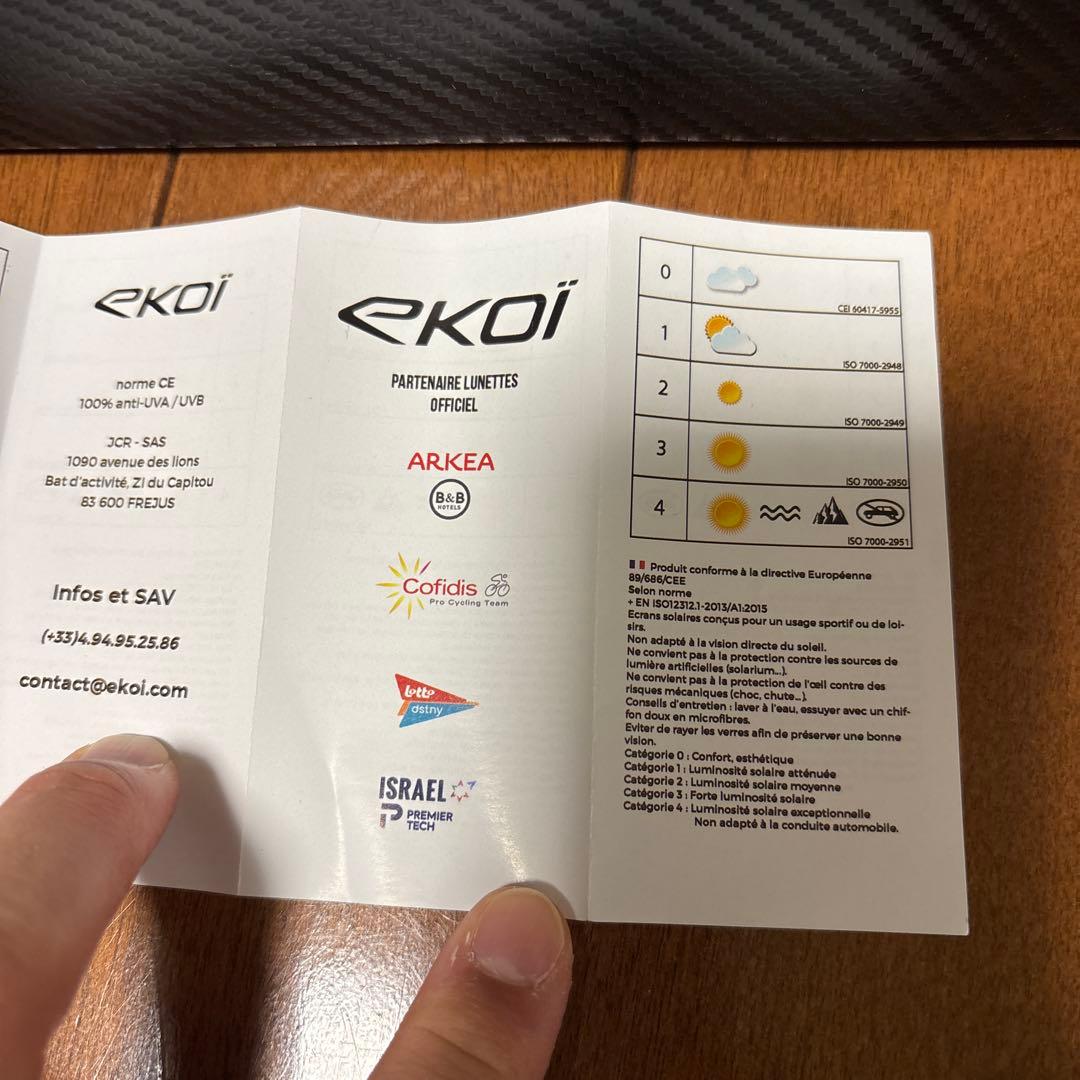 eKOÏ
norme CE
100% anti-UVA / UVB
JCR - SAS
1090 avenue des lions
Bat d'activité, ZI du Capitou
83 600 FREJUS
Infos et SAV
(+33)4.94.95.25.86
contact@ekoi.com
eKOÏ
PARTENAIRE LUNETTES
OFFICIEL
ARKEA
B&B
HOTELS
Cofidis
Pro Cycling Team
Lotto
dstny
ISRAEL
P PREMIER
TECH
0
CEI 60417-5955
1
ISO 7000-2948
2
ISO 7000-2949
3
ISO 7000-2950
4
ISO 7000-2951
Produit conforme à la directive Européenne
89/686/CEE
Selon norme
+ EN ISO12312.1-2013/A1:2015
Ecrans solaires conçus pour un usage sportif ou de loi-
sirs.
Non adapté à la vision directe du soleil.
Ne convient pas à la protection contre les sources de
lumière artificielles (solarium...).
Ne convient pas à la protection de l'œil contre des
risques mécaniques (choc, chute...).
Conseils d'entretien : laver à l'eau, essuyer avec un chif-
fon doux en microfibres.
Eviter de rayer les verres afin de préserver une bonne
vision.
Catégorie 0 : Confort, esthétique
Catégorie 1 : Luminosité solaire atténuée
Catégorie 2 : Luminosité solaire moyenne
Catégorie 3 : Forte luminosité solaire
Catégorie 4 : Luminosité solaire exceptionnelle
Non adapté à la conduite automobile.